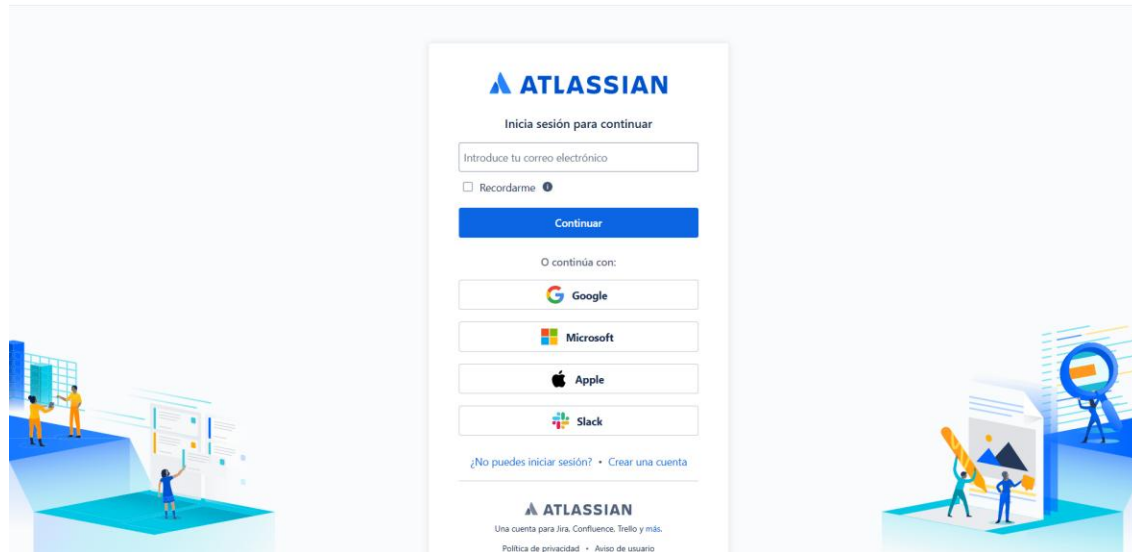 ATLASSIAN
Inicia sesión para continuar
Introduce tu correo electrónico
Recordarme
Continuar
O continúa con:
Google
Microsoft
Apple
Slack
¿No puedes iniciar sesión? • Crear una cuenta
ATLASSIAN
Una cuenta para Jira. Confluence. Trello y más.
Política de privacidad • Aviso de usuario